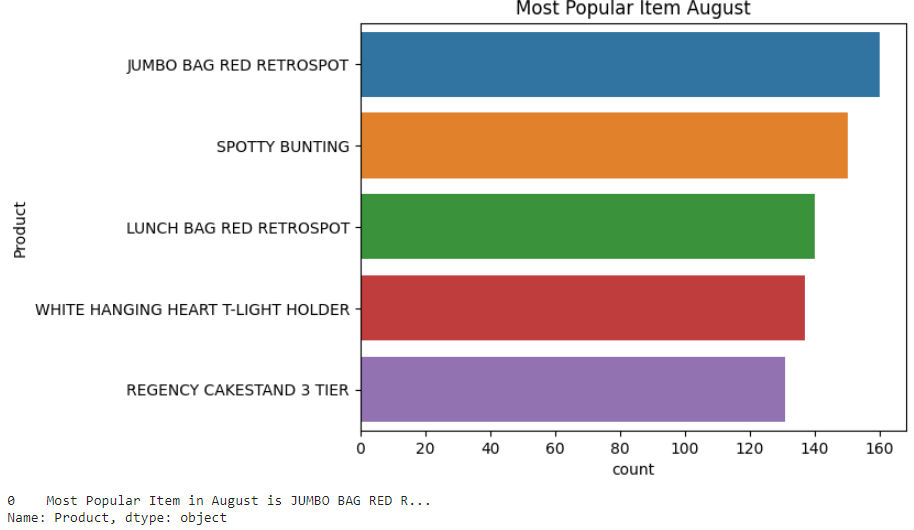 Most Popular Item August
JUMBO BAG RED RETROSPOT
SPOTTY BUNTING
LUNCH BAG RED RETROSPOT
WHITE HANGING HEART T-LIGHT HOLDER
REGENCY CAKESTAND 3 TIER
Product
0 20 40 60 80 100 120 140 160
count
0    Most Popular Item in August is JUMBO BAG RED R...
Name: Product, dtype: object